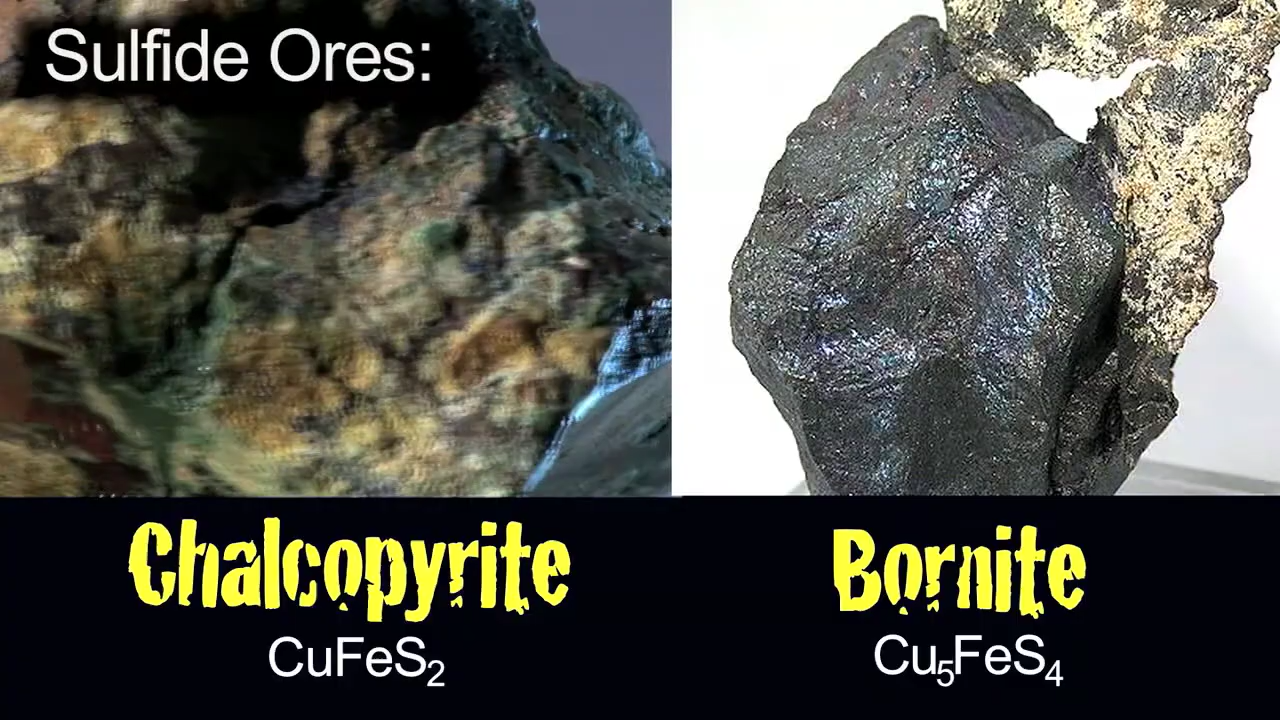 Sulfide Ores:
Chalcopyrite
CuFeS₂
Bornite
Cu₅FeS₄